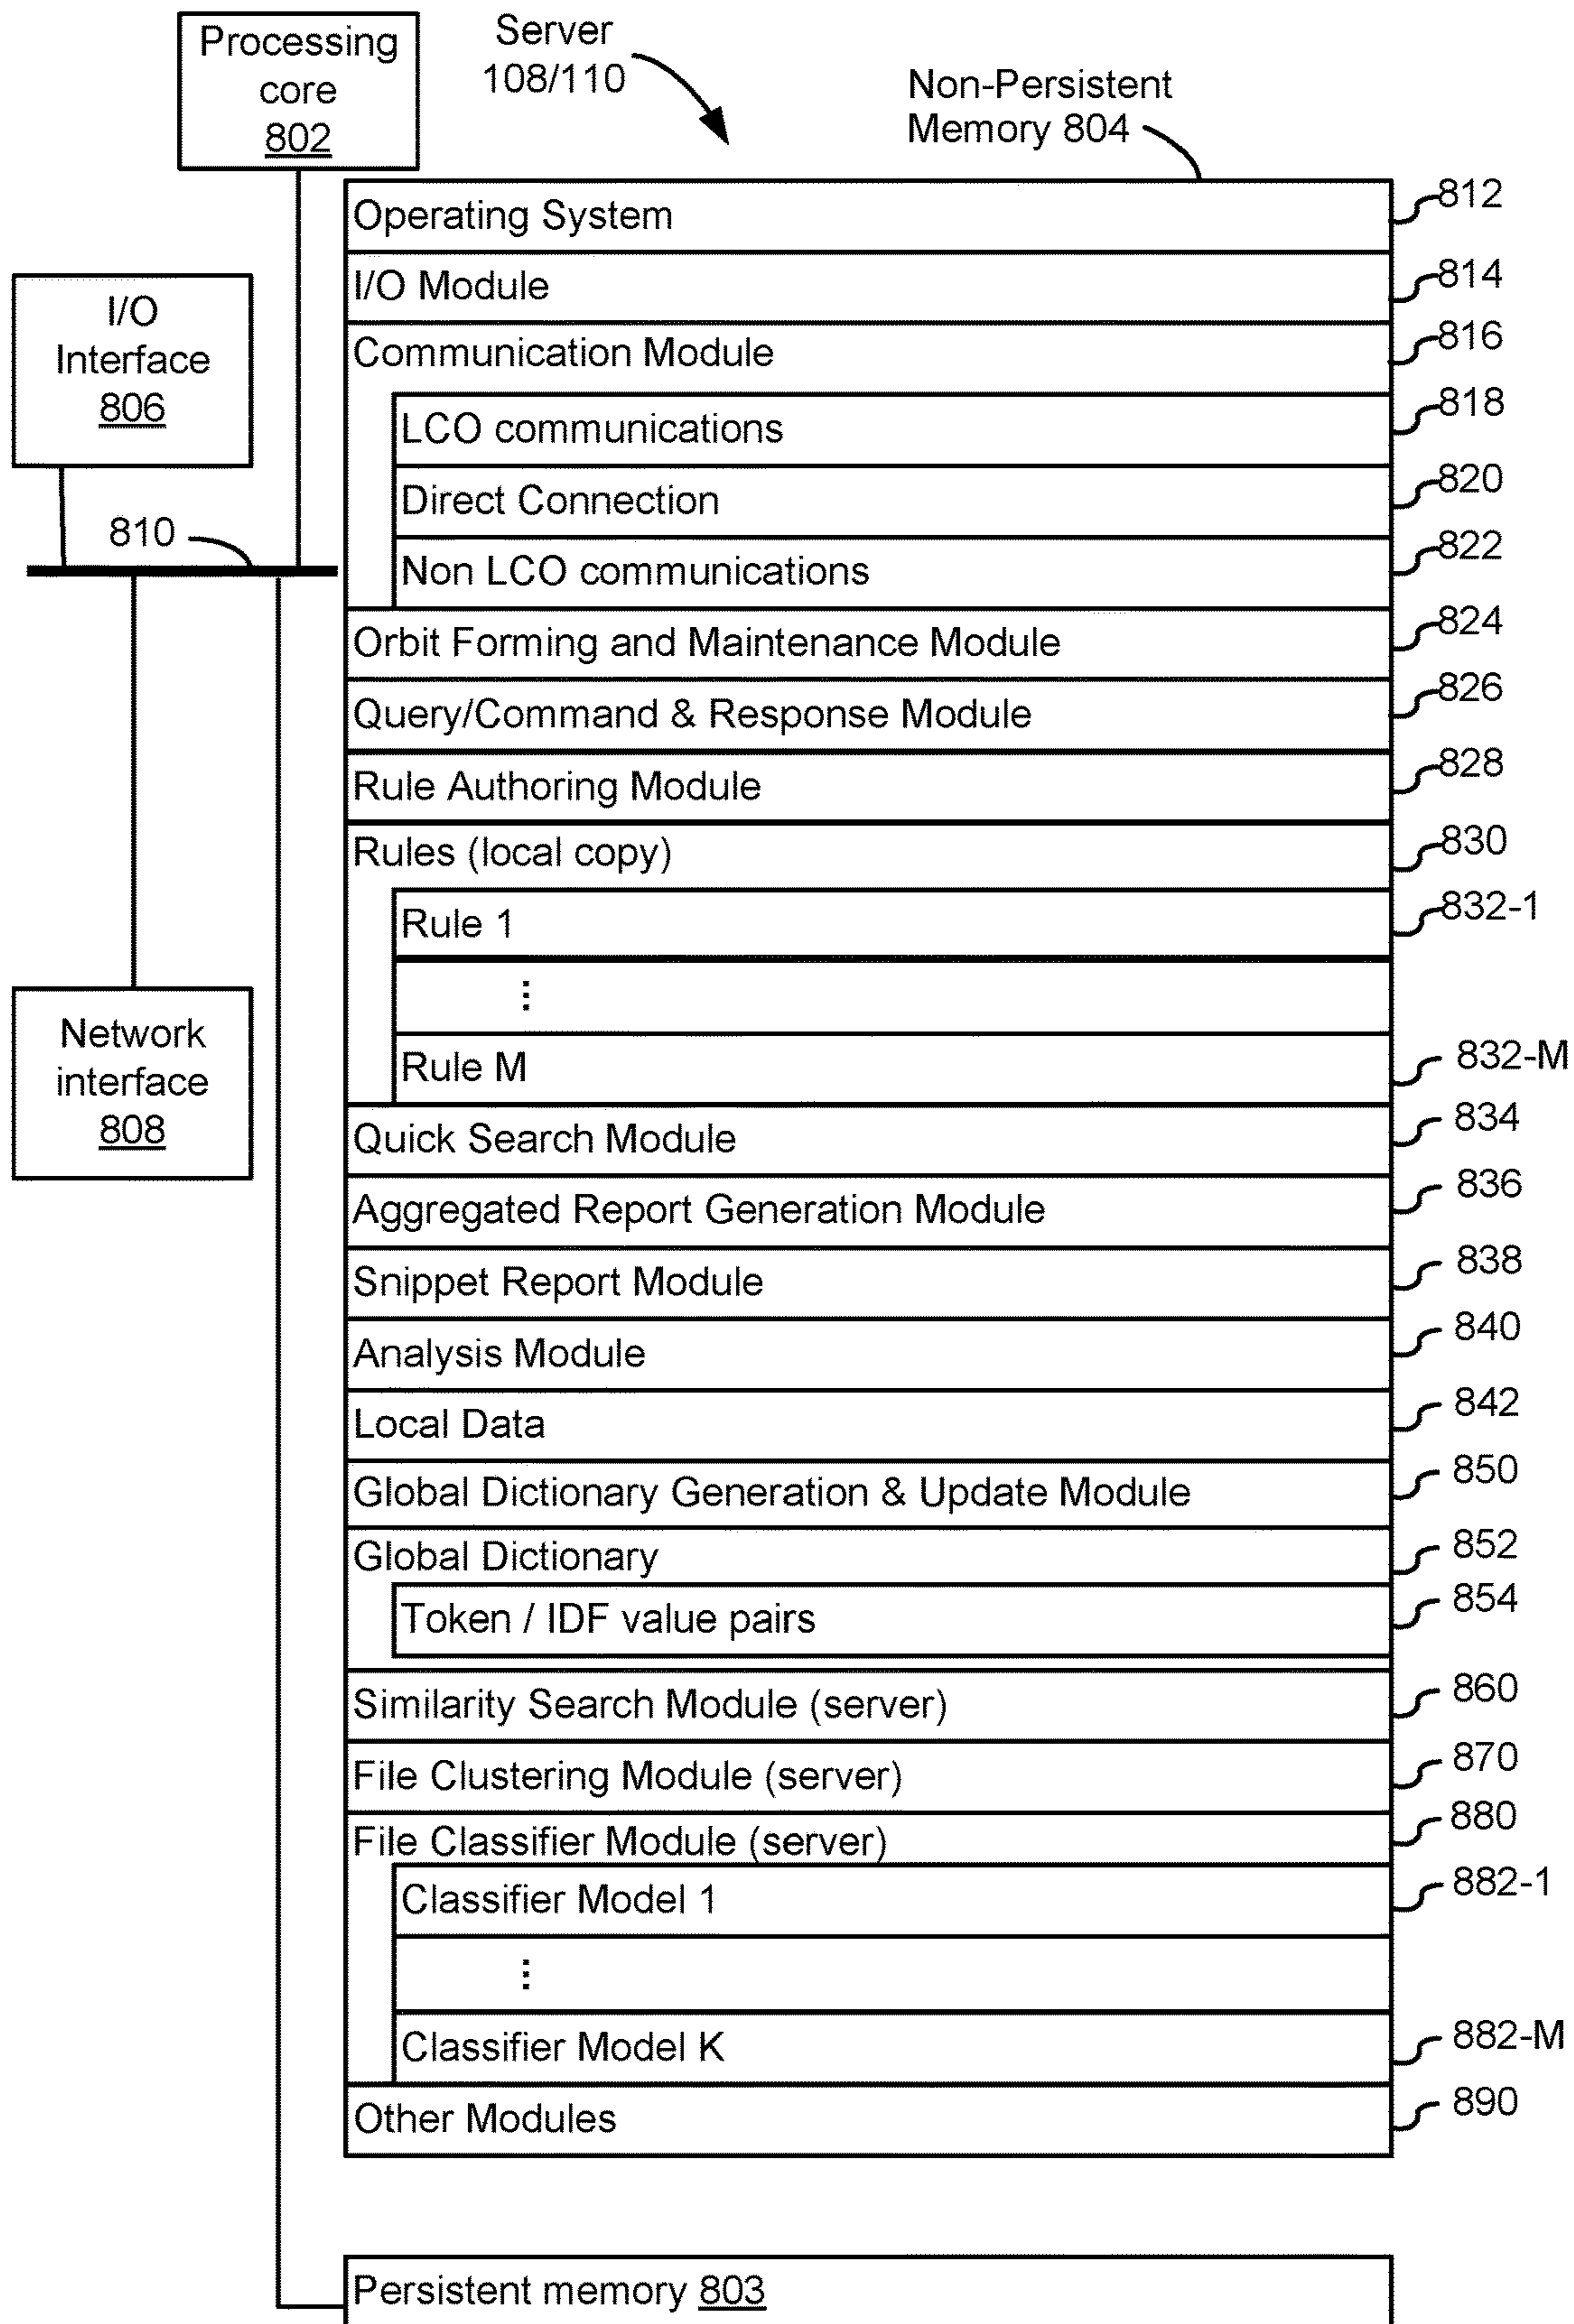 Processing
core
802
Server
108/110
Non-Persistent
Memory 804
Operating System
812
I/O Module
814
I/O
Interface
806
Communication Module
816
LCO communications
818
Direct Connection
820
810
Non LCO communications
822
Orbit Forming and Maintenance Module
824
Query/Command & Response Module
826
Rule Authoring Module
828
Rules (local copy)
830
Rule 1
832-1
⋮
Network
interface
808
Rule M
832-M
Quick Search Module
834
Aggregated Report Generation Module
836
Snippet Report Module
838
Analysis Module
840
Local Data
842
Global Dictionary Generation & Update Module
850
Global Dictionary
852
Token / IDF value pairs
854
Similarity Search Module (server)
860
File Clustering Module (server)
870
File Classifier Module (server)
880
Classifier Model 1
882-1
⋮
Classifier Model K
882-M
Other Modules
890
Persistent memory 803